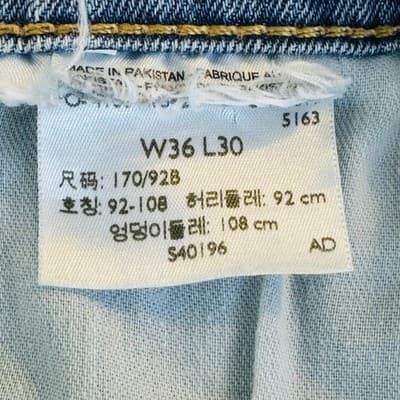 MADE IN PAKISTAN - FABRIQUE AU
5163
W36 L30
尺码: 170/92B
호칭: 92-108 허리둘레: 92 cm
엉덩이둘레: 108 cm
S40196 AD